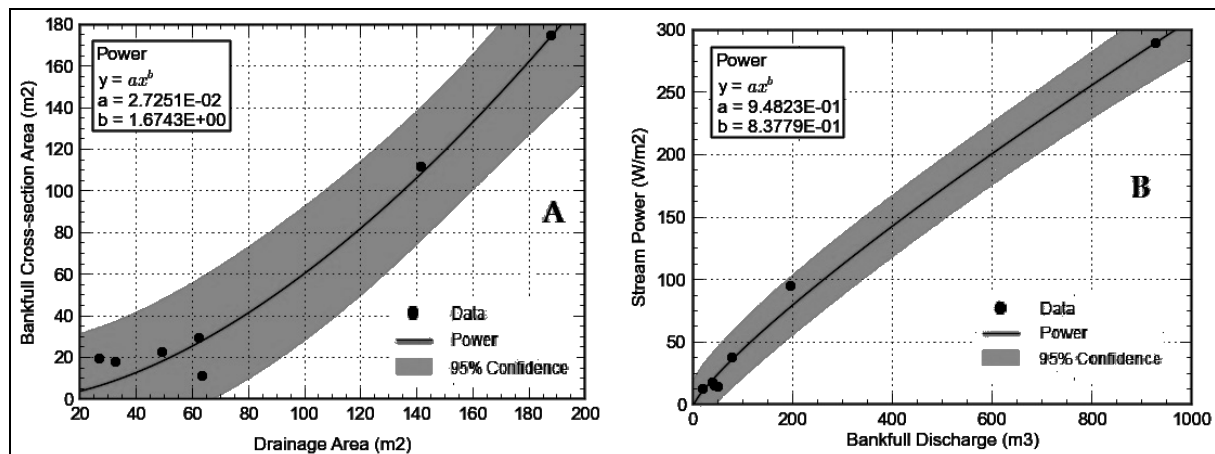 180
160
140
120
100
80
60
40
20
0
Bankfull Cross-section Area (m2)
Power
y = ax^b
a = 2.7251E-02
b = 1.6743E+00
A
Data
Power
95% Confidence
20 40 60 80 100 120 140 160 180 200
Drainage Area (m2)
300
250
200
150
100
50
0
Stream Power (W/m2)
Power
y = ax^b
a = 9.4823E-01
b = 8.3779E-01
B
Data
Power
95% Confidence
0 200 400 600 800 1000
Bankfull Discharge (m3)